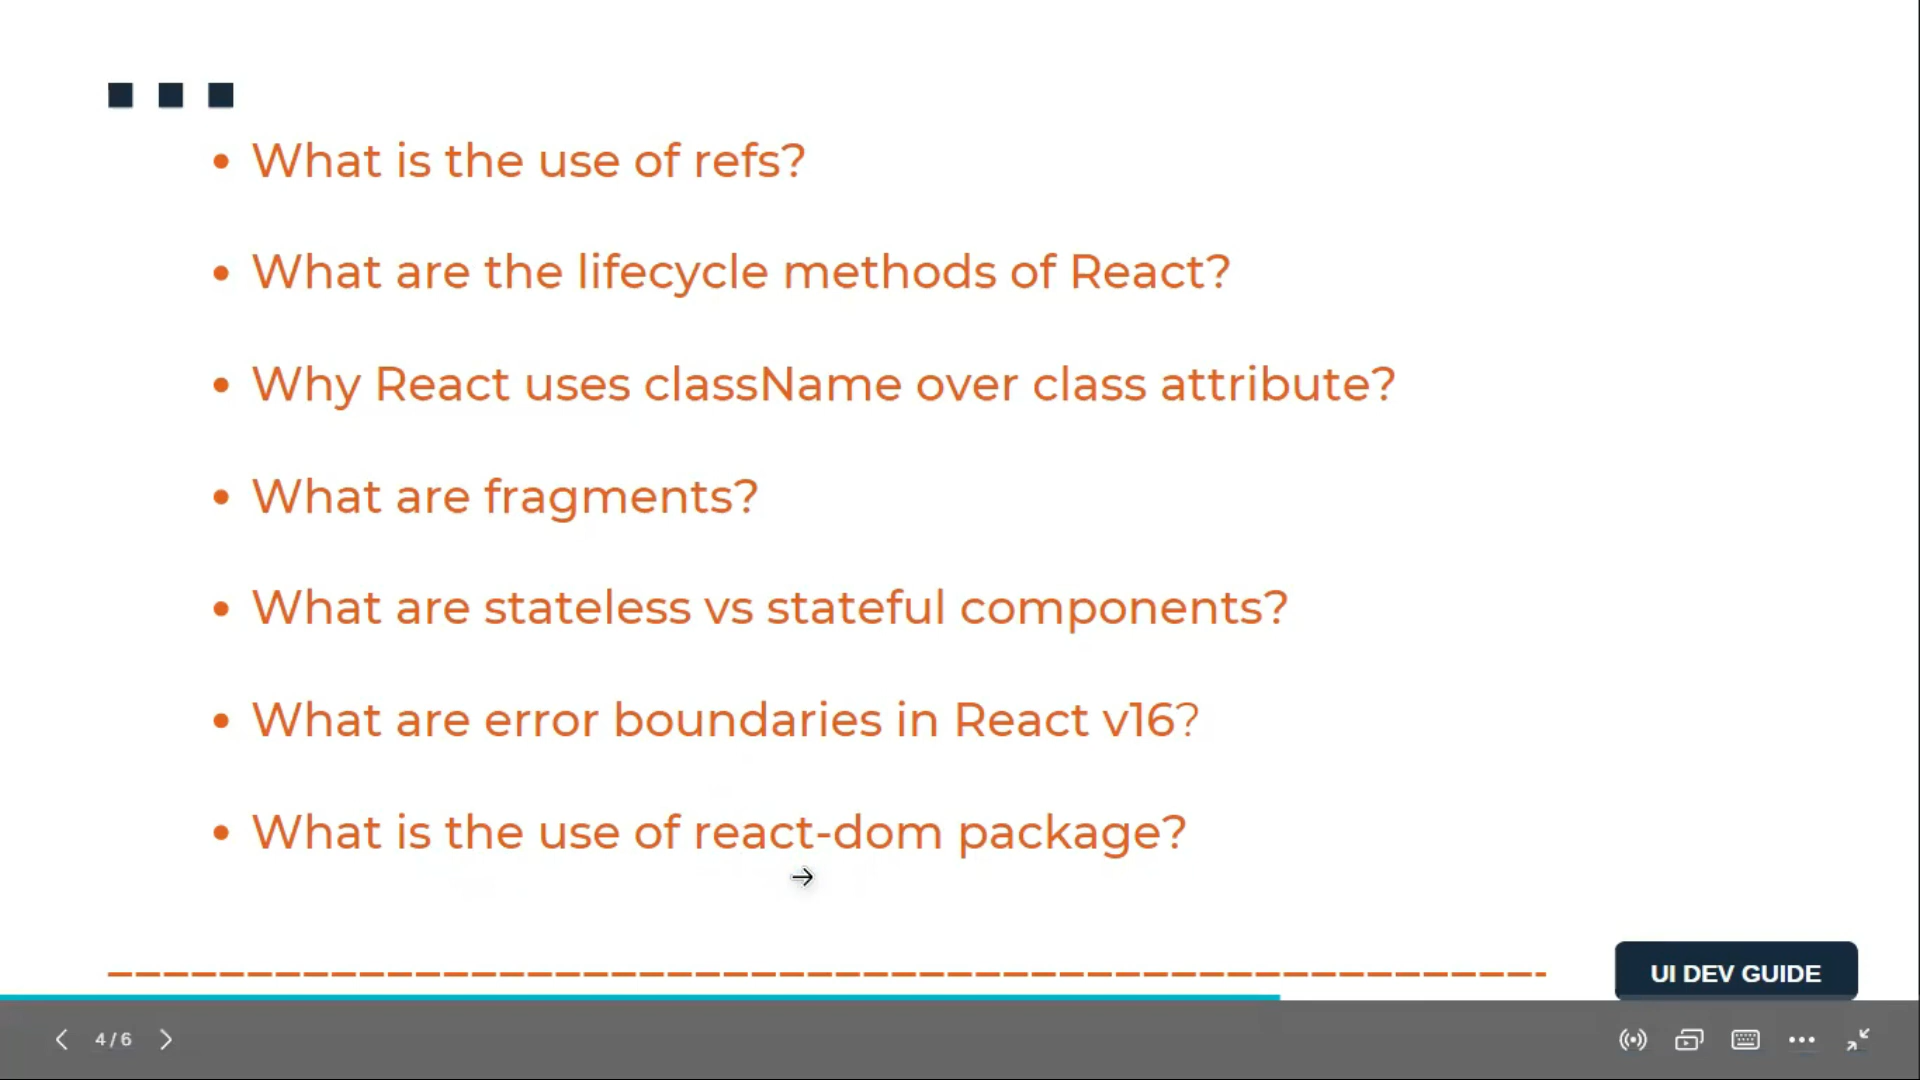 • What is the use of refs?
• What are the lifecycle methods of React?
• Why React uses className over class attribute?
• What are fragments?
• What are stateless vs stateful components?
• What are error boundaries in React v16?
• What is the use of react-dom package?
UI DEV GUIDE
4/6